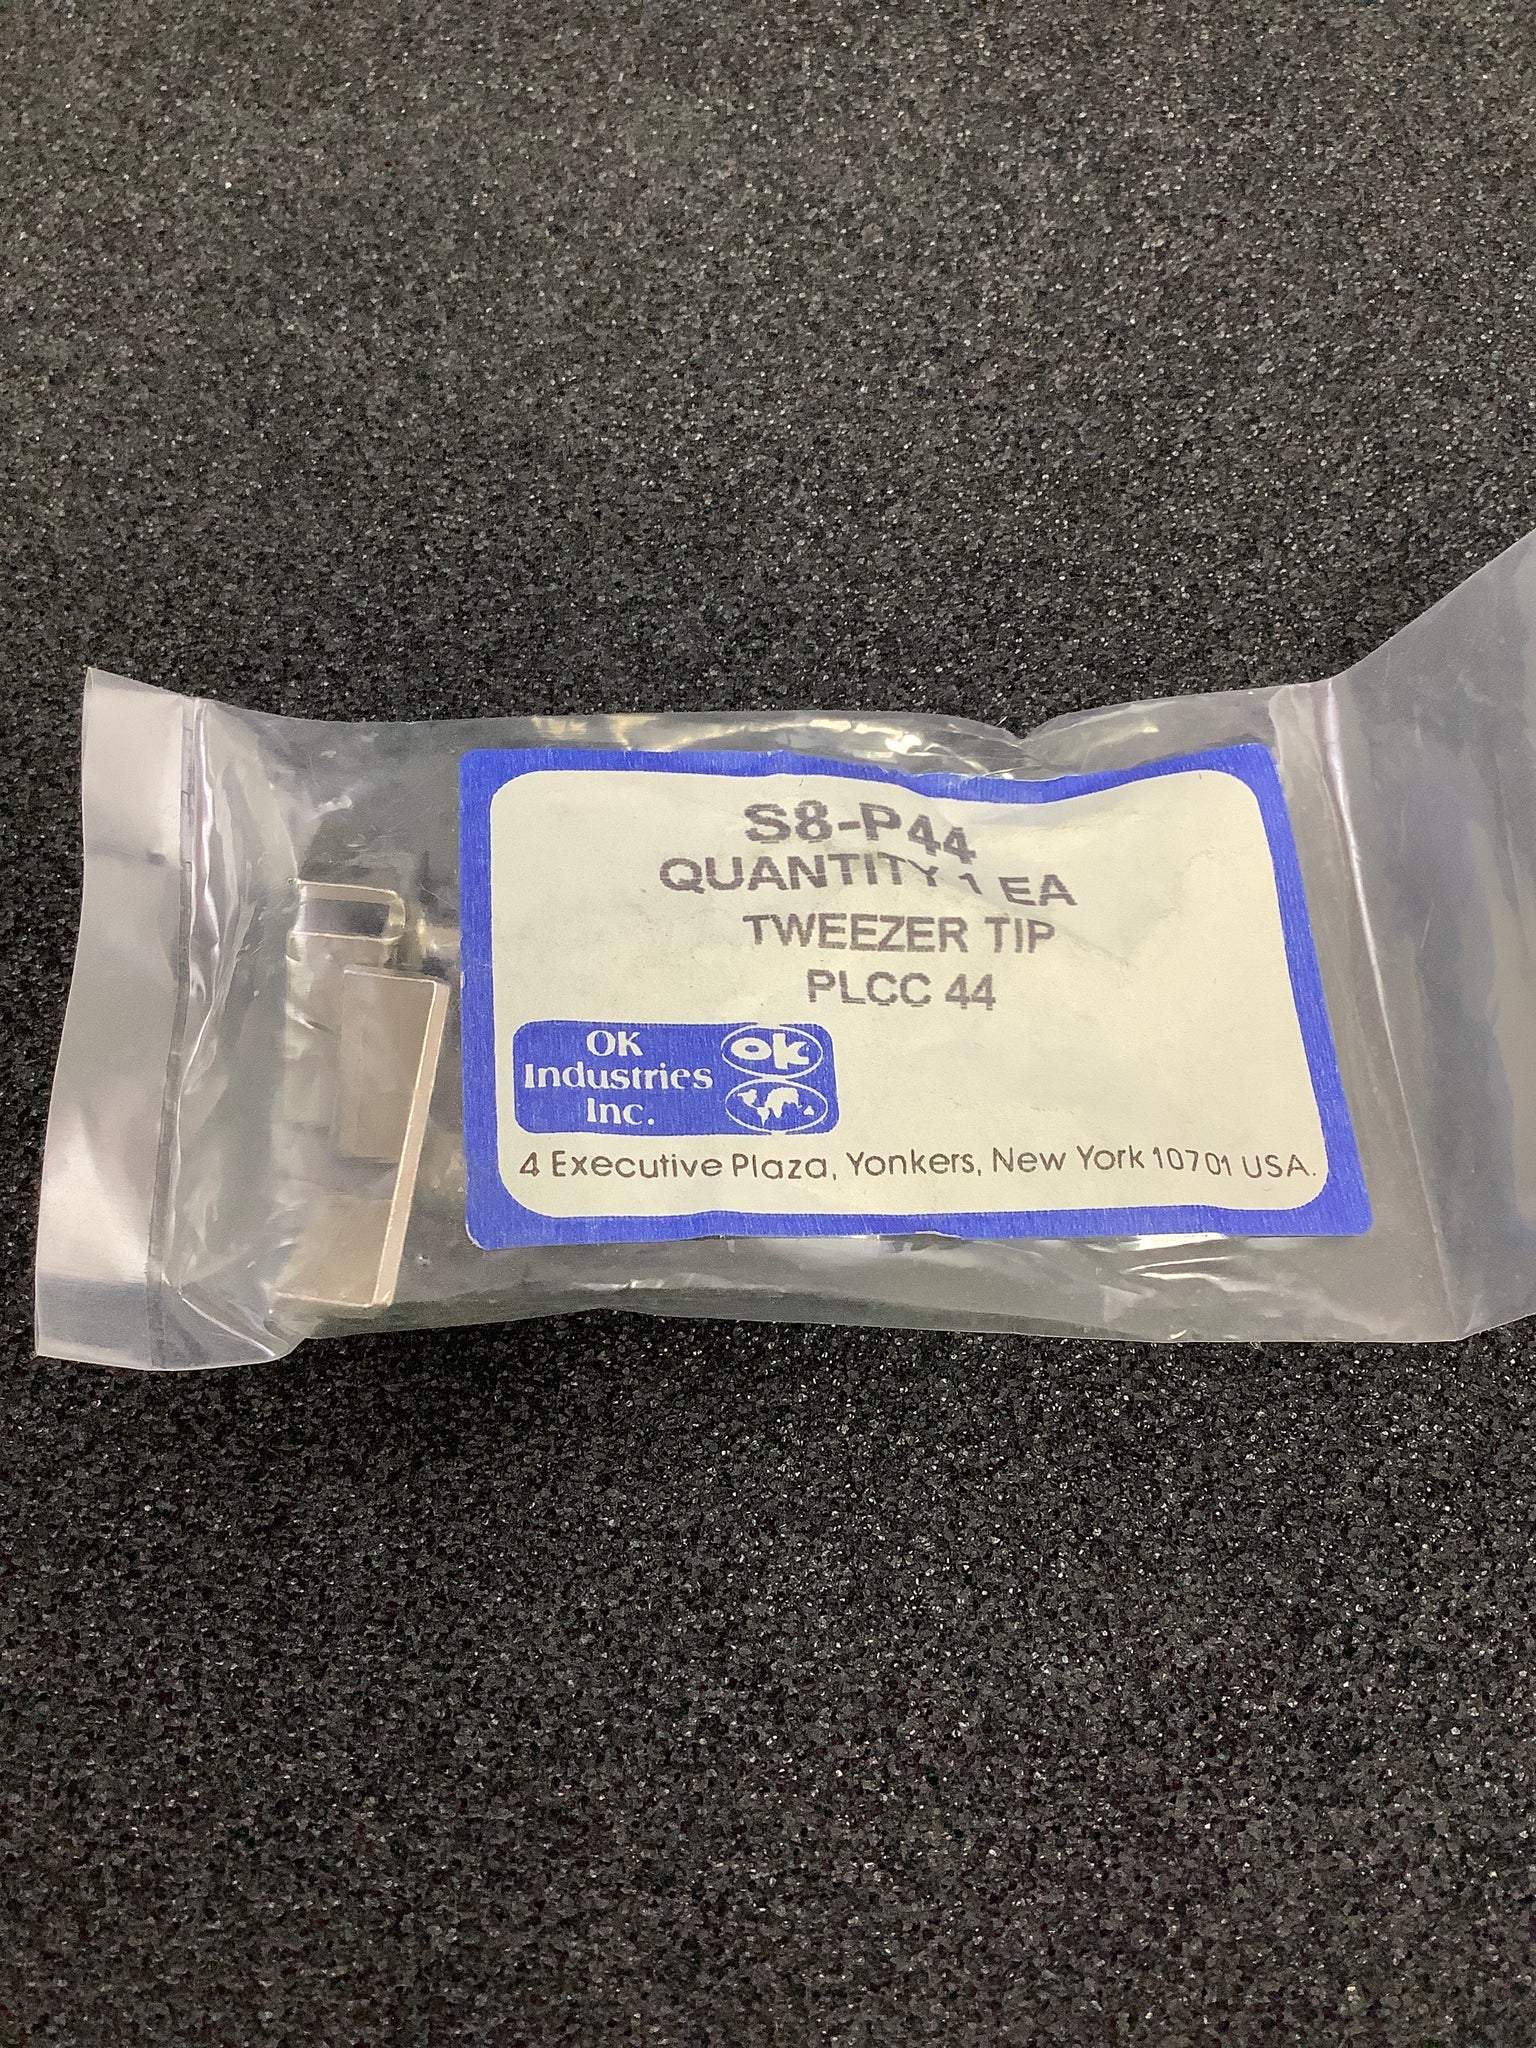 S8-P44
QUANTITY 1 EA
TWEEZER TIP
PLCC 44
OK
Industries
Inc.
OK
4 Executive Plaza, Yonkers, New York 10701 USA.